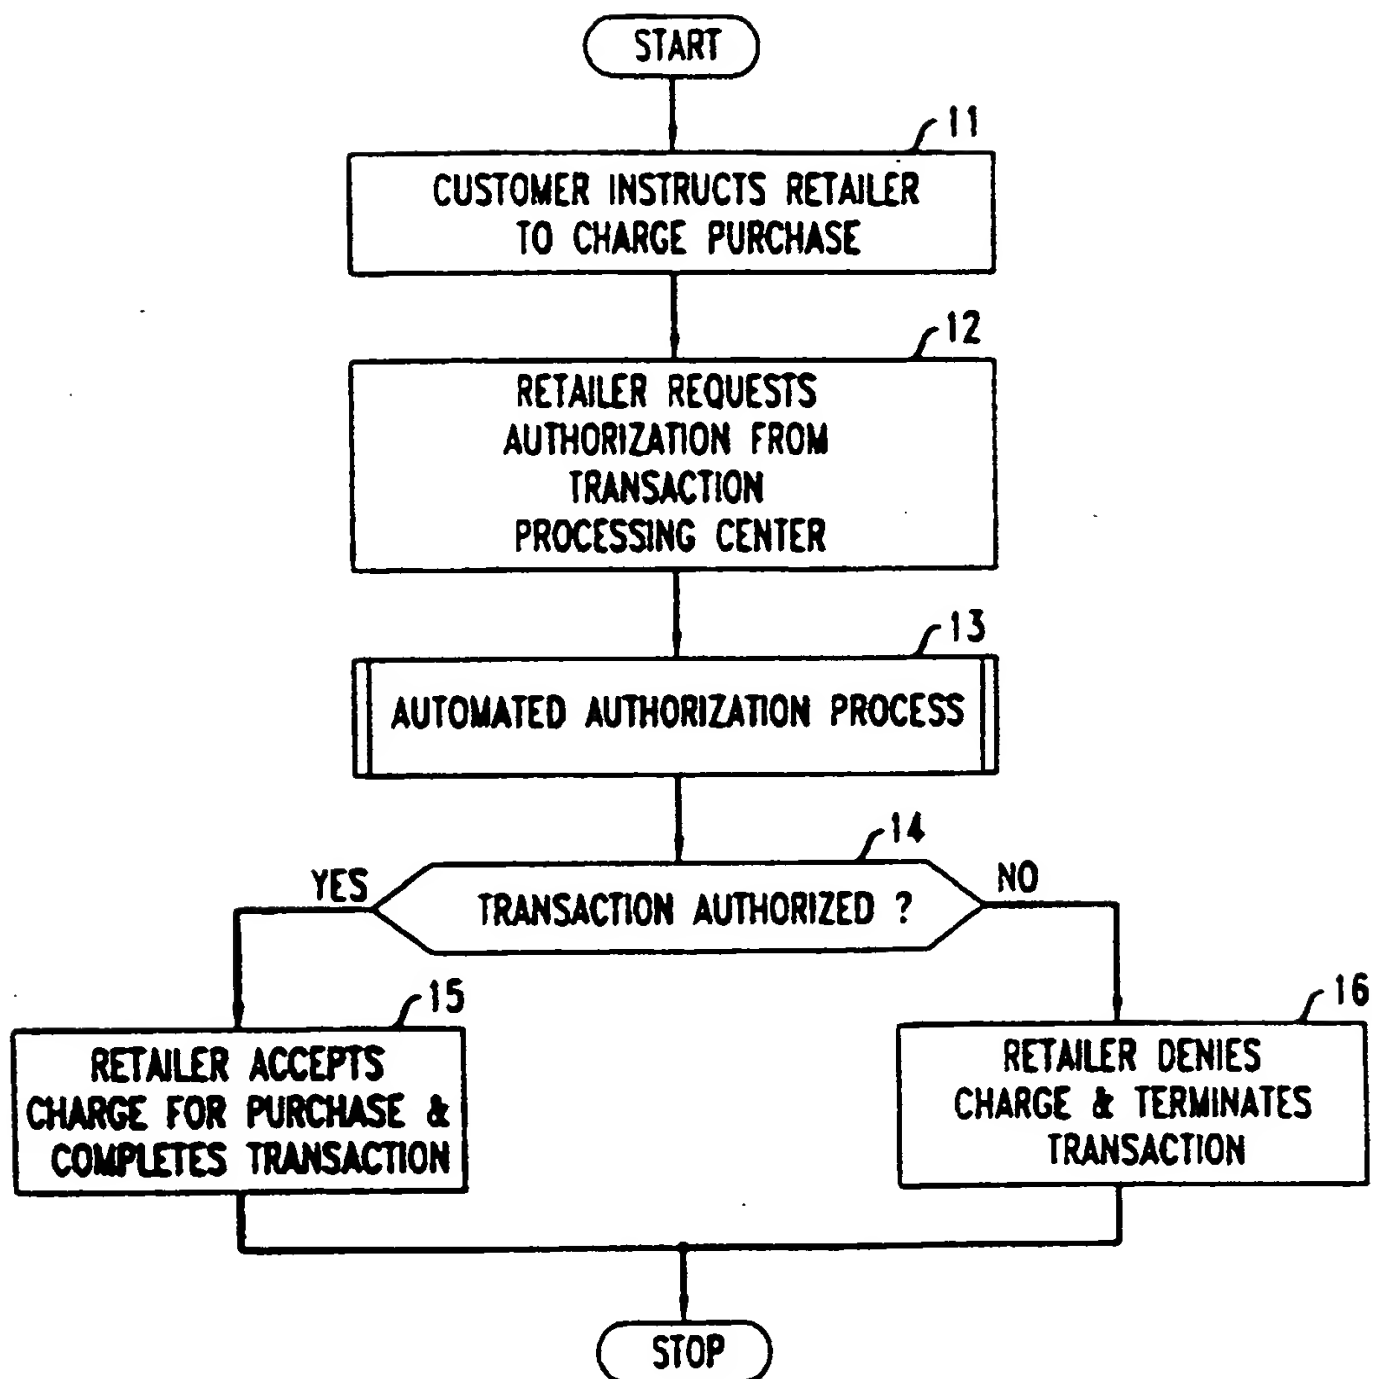 START
11
CUSTOMER INSTRUCTS RETAILER
TO CHARGE PURCHASE
12
RETAILER REQUESTS
AUTHORIZATION FROM
TRANSACTION
PROCESSING CENTER
13
AUTOMATED AUTHORIZATION PROCESS
14
YES
TRANSACTION AUTHORIZED ?
NO
15
RETAILER ACCEPTS
CHARGE FOR PURCHASE &
COMPLETES TRANSACTION
16
RETAILER DENIES
CHARGE & TERMINATES
TRANSACTION
STOP